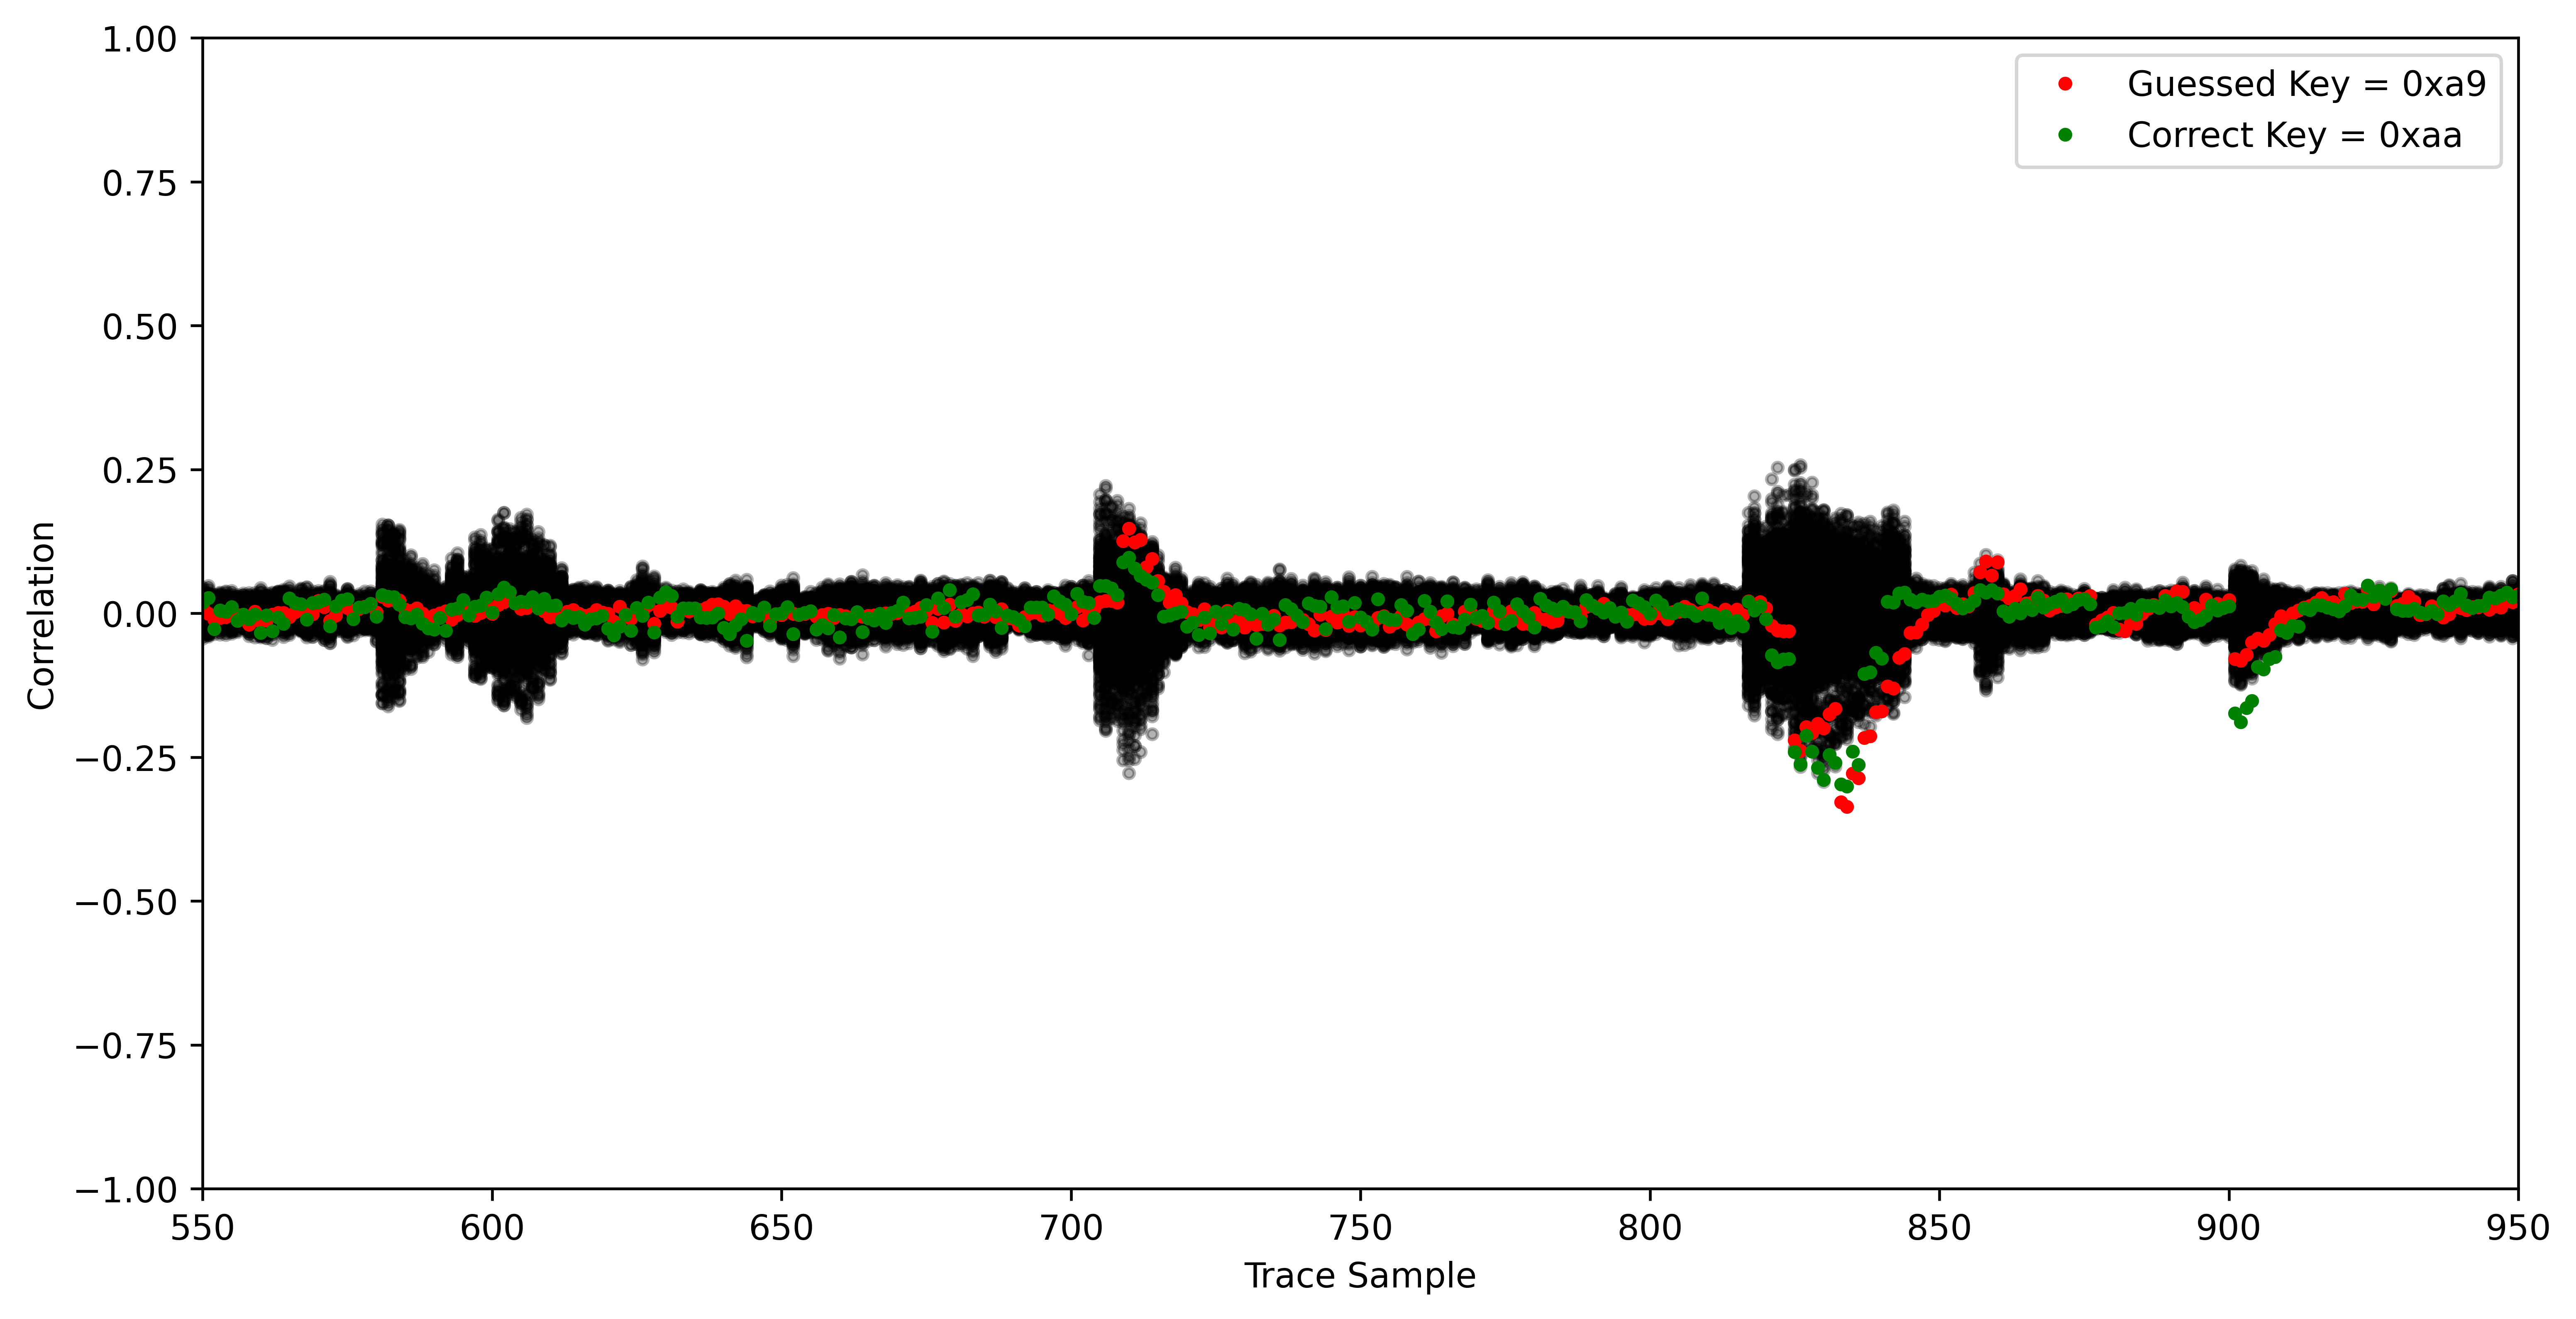 1.00
0.75
0.50
0.25
0.00
−0.25
−0.50
−0.75
−1.00
Correlation
Guessed Key = 0xa9
Correct Key = 0xaa
550 600 650 700 750 800 850 900 950
Trace Sample